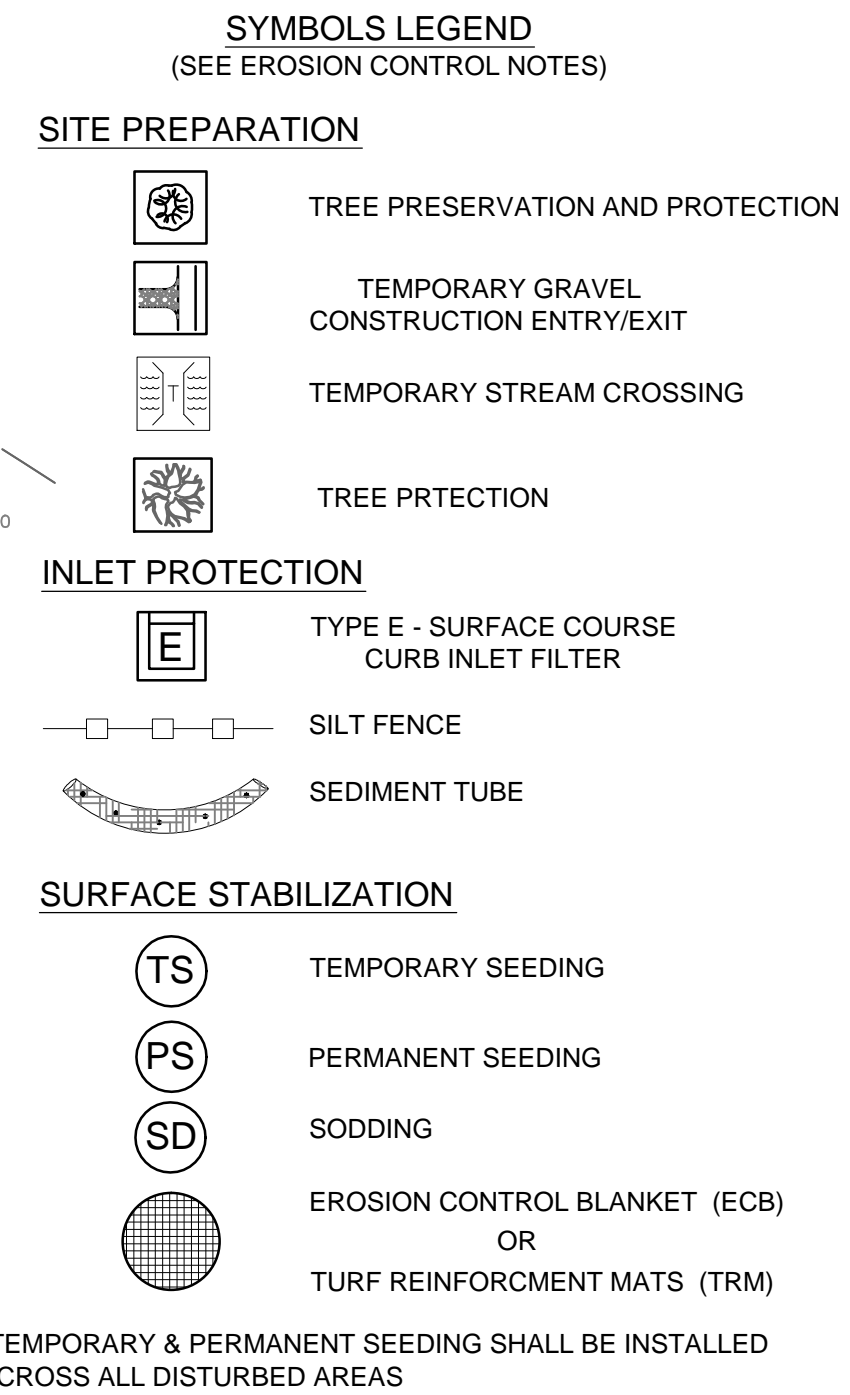 SYMBOLS LEGEND
(SEE EROSION CONTROL NOTES)
SITE PREPARATION
TREE PRESERVATION AND PROTECTION
TEMPORARY GRAVEL
CONSTRUCTION ENTRY/EXIT
T
TEMPORARY STREAM CROSSING
TREE PRTECTION
0
INLET PROTECTION
E
TYPE E - SURFACE COURSE
CURB INLET FILTER
SILT FENCE
SEDIMENT TUBE
SURFACE STABILIZATION
TS TEMPORARY SEEDING
PS PERMANENT SEEDING
SD SODDING
EROSION CONTROL BLANKET (ECB)
OR
TURF REINFORCMENT MATS (TRM)
TEMPORARY & PERMANENT SEEDING SHALL BE INSTALLED
CROSS ALL DISTURBED AREAS